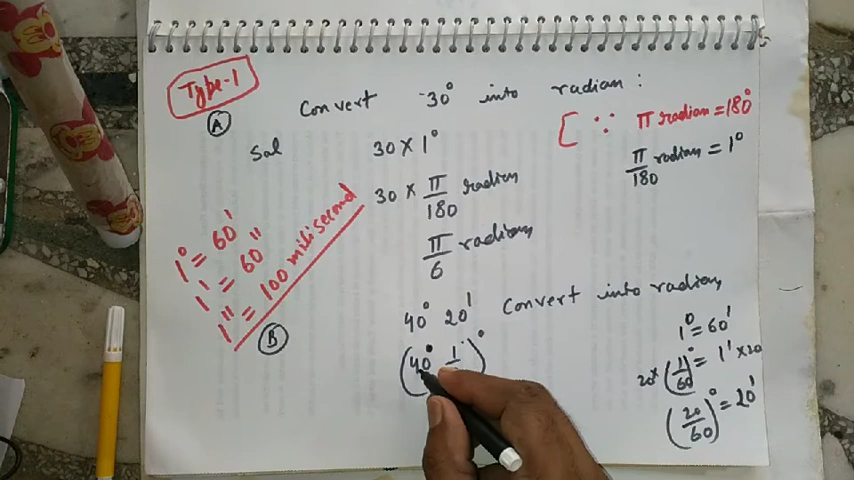 Type-1
(A) Convert -30° into radian :
Sol 30 × 1°
[ ∵ π radian = 180°
π/180 radian = 1°
30 × π/180 radian
π/6 radian
1° = 60'
1' = 60"
1" = 100 mili second
(B) 40° 20' Convert into radian,
(40° 1/ )°
1° = 60'
20× (1/60)° = 1' × 20
(20/60)° = 20'